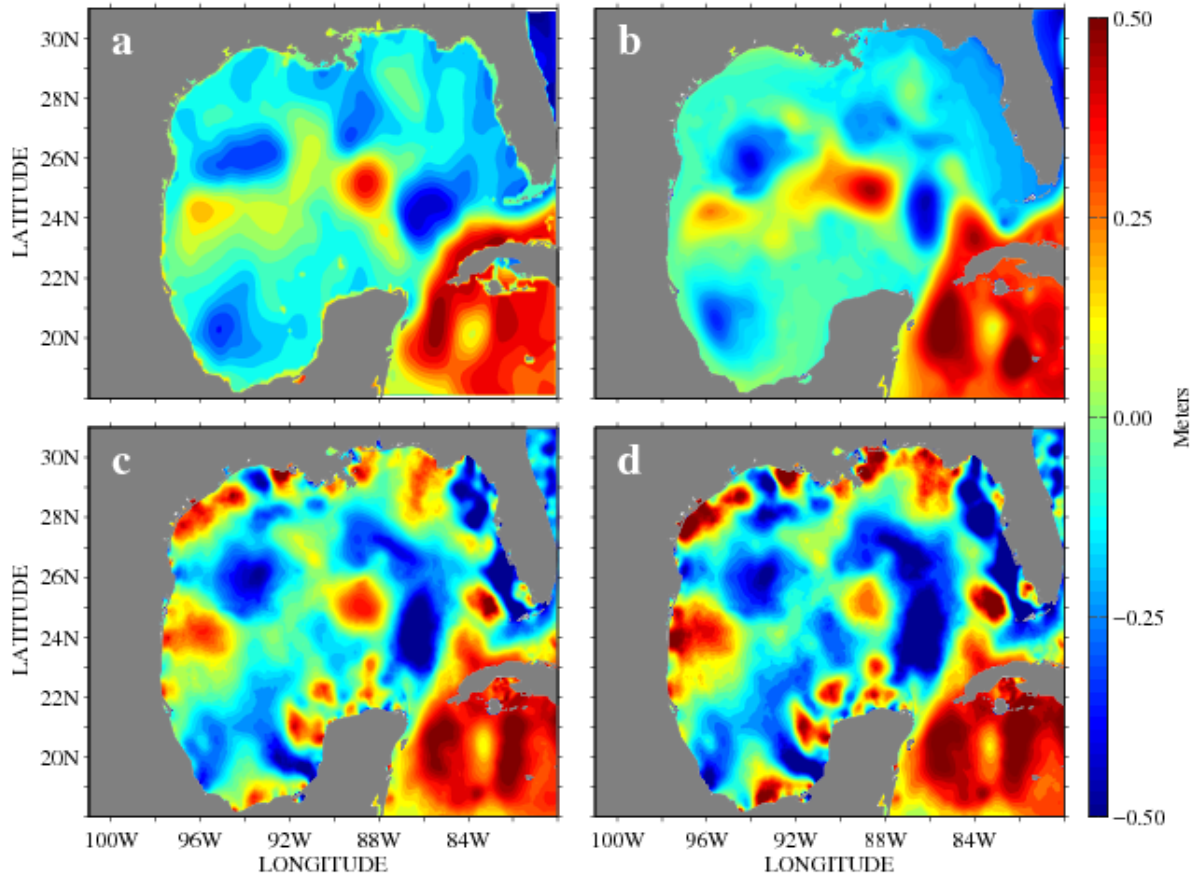 a
b
30N
28N
26N
24N
22N
20N
LATITUDE
0.50
0.25
0.00
−0.25
−0.50
Meters
c
d
30N
28N
26N
24N
22N
20N
LATITUDE
100W 96W 92W 88W 84W
100W 96W 92W 88W 84W
LONGITUDE
LONGITUDE